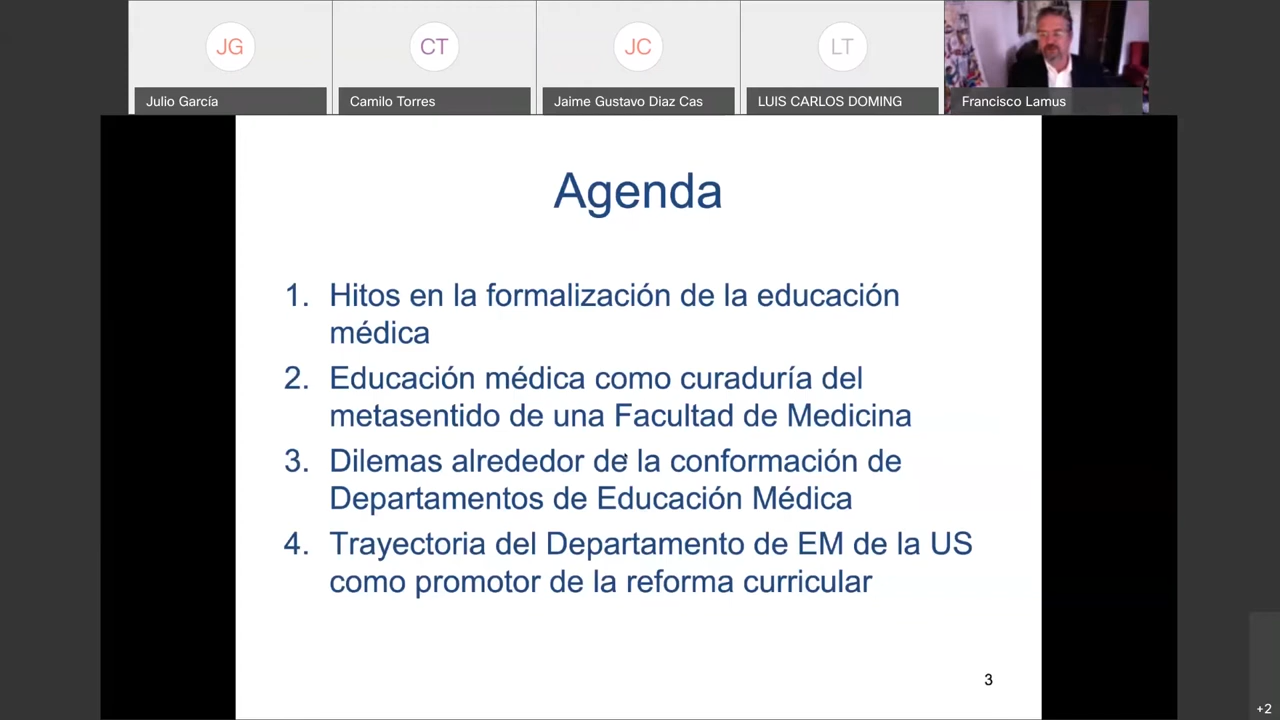 JG
CT
JC
LT
Julio García
Camilo Torres
Jaime Gustavo Diaz Cas
LUIS CARLOS DOMING
Francisco Lamus
Agenda
1. Hitos en la formalización de la educación
médica
2. Educación médica como curaduría del
metasentido de una Facultad de Medicina
3. Dilemas alrededor de la conformación de
Departamentos de Educación Médica
4. Trayectoria del Departamento de EM de la US
como promotor de la reforma curricular
3
+2